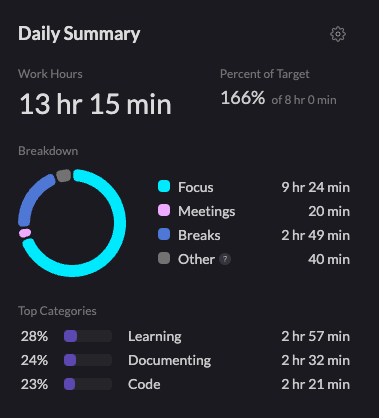 Daily Summary
Work Hours
Percent of Target
13 hr 15 min
166% of 8 hr 0 min
Breakdown
Focus 9 hr 24 min
Meetings 20 min
Breaks 2 hr 49 min
Other ? 40 min
Top Categories
28% Learning 2 hr 57 min
24% Documenting 2 hr 32 min
23% Code 2 hr 21 min